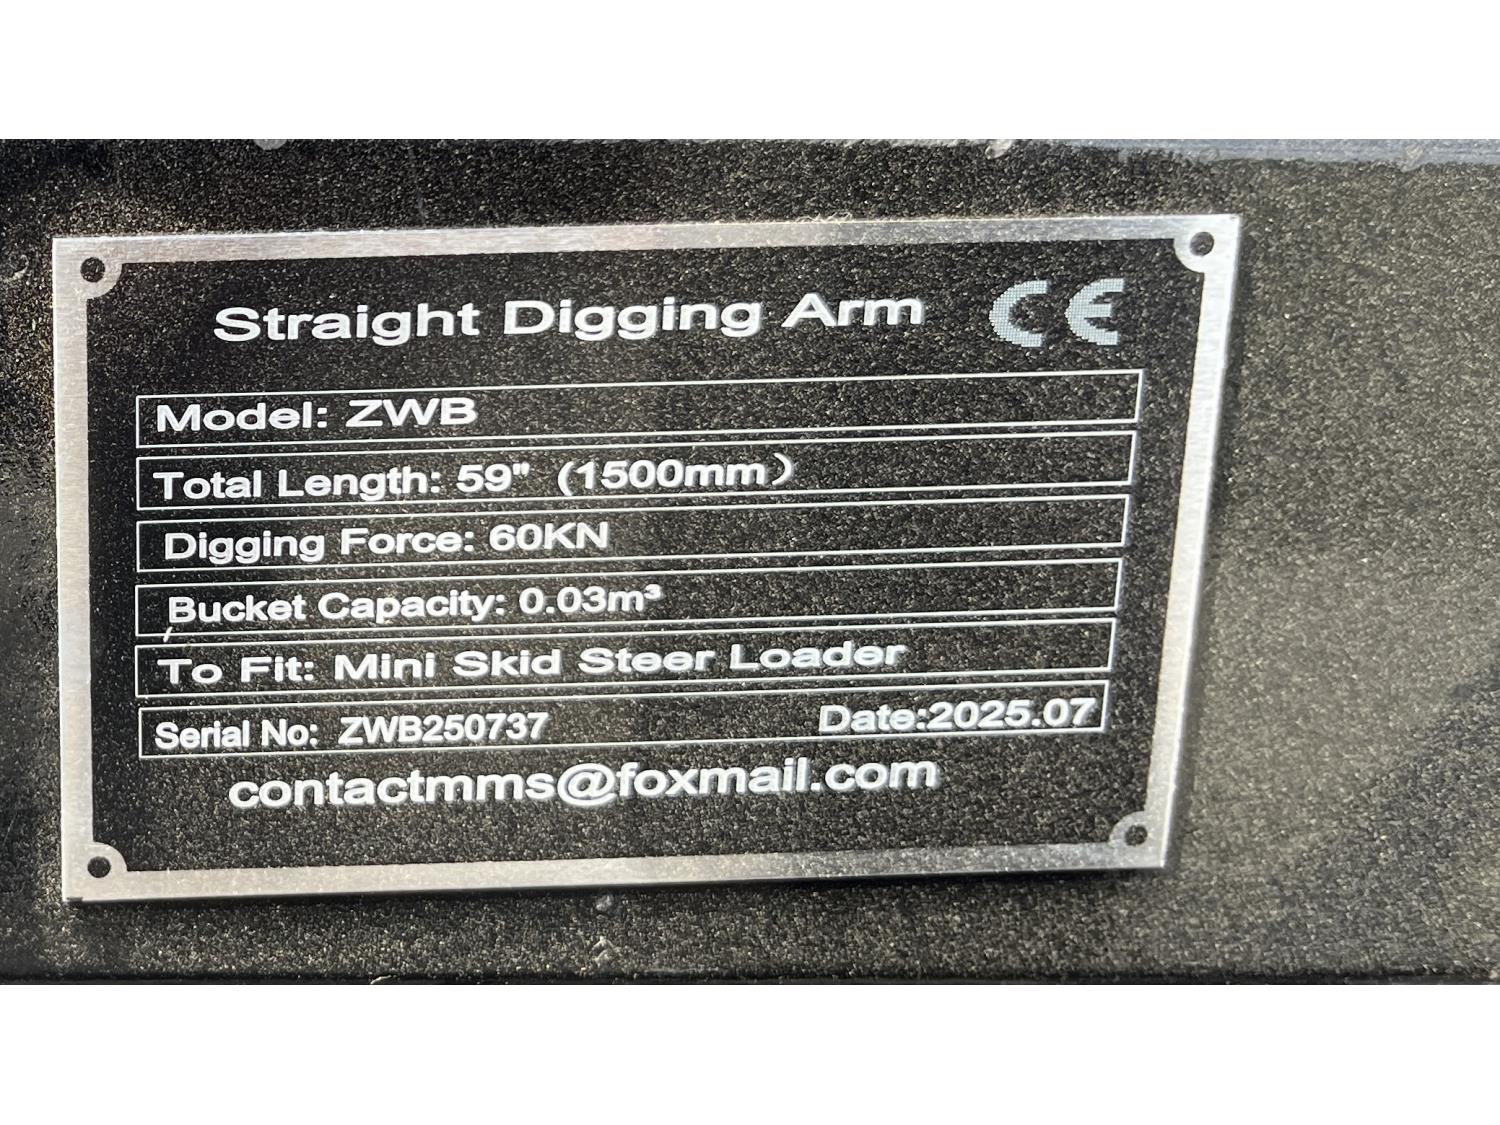 Straight Digging Arm CE
Model: ZWB
Total Length: 59" (1500mm）
Digging Force: 60KN
Bucket Capacity: 0.03m³
To Fit: Mini Skid Steer Loader
Serial No: ZWB250737 Date:2025.07
contactmms@foxmail.com